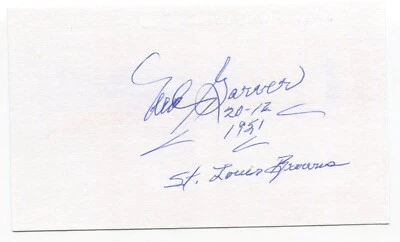 Ned Garver
20-12
1951
St. Louis Browns